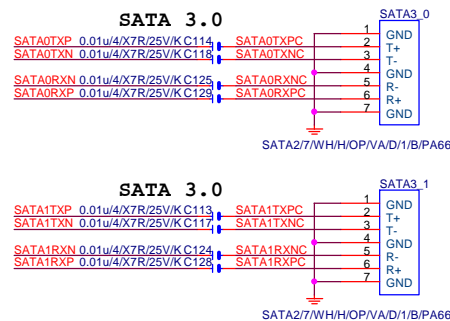 SATA 3.0
SATA3_0
SATA0TXP 0.01u/4/X7R/25V/K C114 SATA0TXPC 1 GND
SATA0TXN 0.01u/4/X7R/25V/K C118 SATA0TXNC 2 T+
3 T-
4 GND
SATA0RXN 0.01u/4/X7R/25V/K C125 SATA0RXNC 5 R-
SATA0RXP 0.01u/4/X7R/25V/K C129 SATA0RXPC 6 R+
7 GND
SATA2/7/WH/H/OP/VA/D/1/B/PA66
SATA 3.0
SATA3_1
SATA1TXP 0.01u/4/X7R/25V/K C113 SATA1TXPC 1 GND
SATA1TXN 0.01u/4/X7R/25V/K C117 SATA1TXNC 2 T+
3 T-
4 GND
SATA1RXN 0.01u/4/X7R/25V/K C124 SATA1RXNC 5 R-
SATA1RXP 0.01u/4/X7R/25V/K C128 SATA1RXPC 6 R+
7 GND
SATA2/7/WH/H/OP/VA/D/1/B/PA66